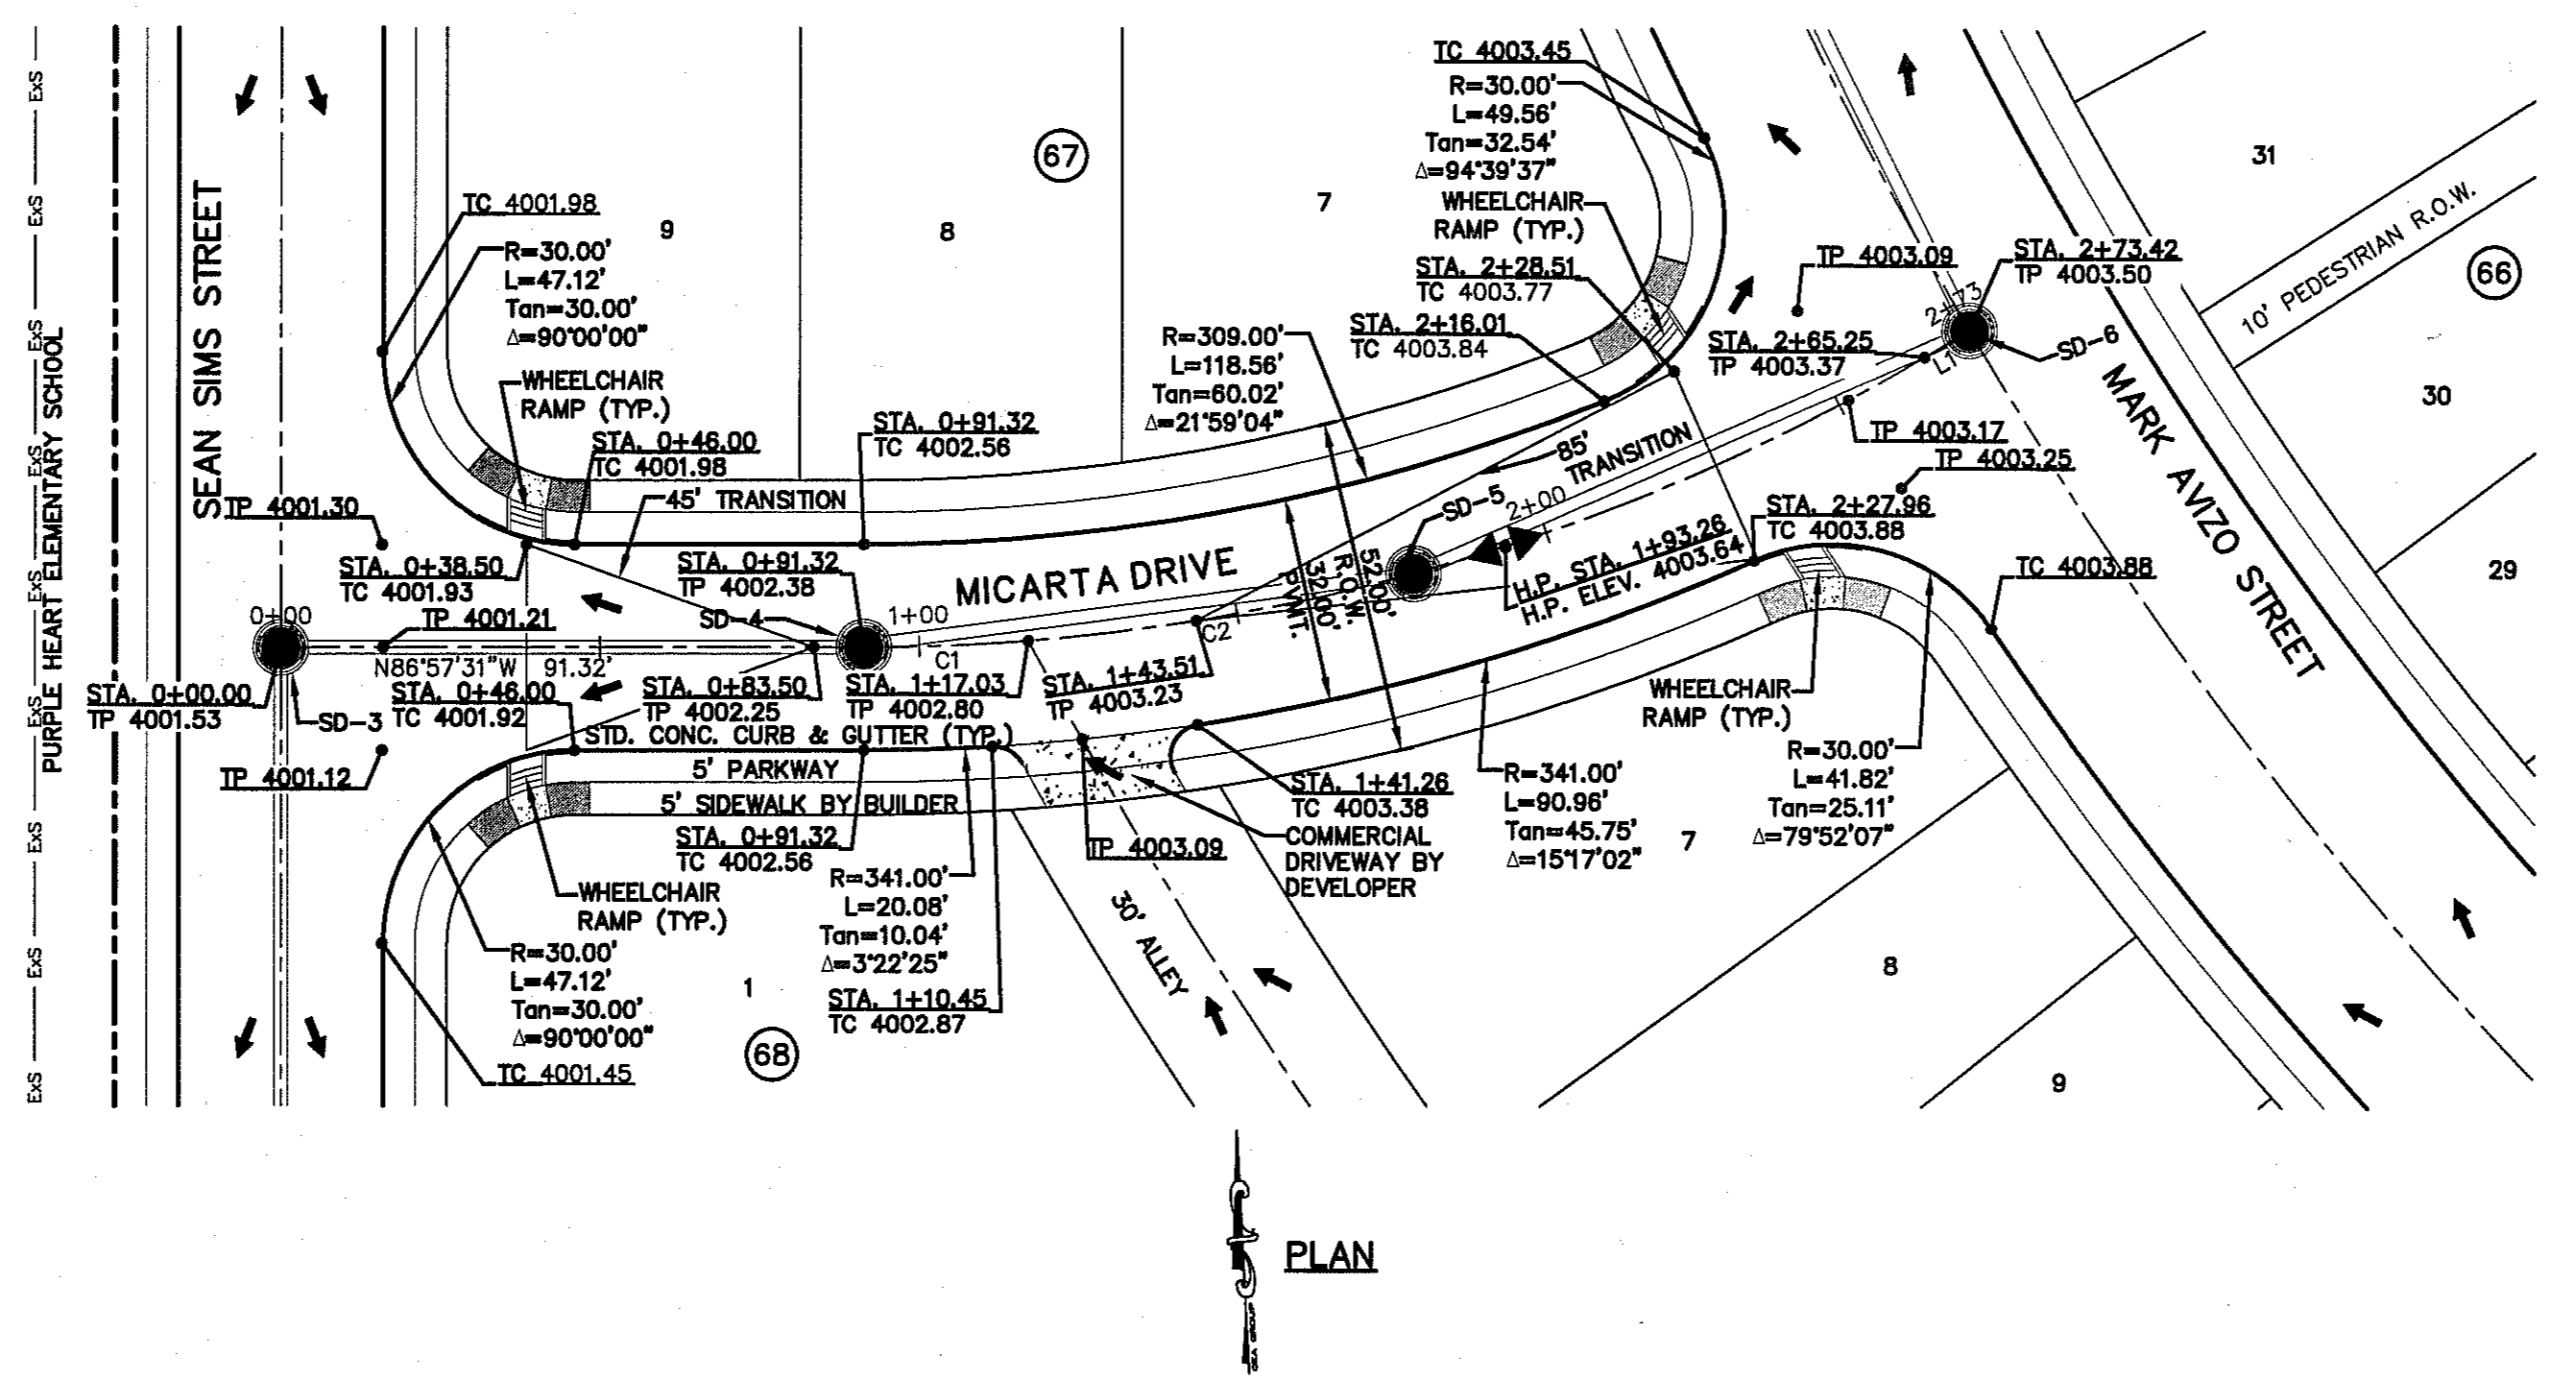 ExS
ExS
ExS
ExS
ExS
ExS
ExS
ExS
ExS
PURPLE HEART ELEMENTARY SCHOOL
SEAN SIMS STREET
TC 4001.98
R=30.00'
L=47.12'
Tan=30.00'
Δ=90°00'00"
WHEELCHAIR
RAMP (TYP.)
9
8
67
7
STA. 0+46.00
TC 4001.98
45' TRANSITION
STA. 0+91.32
TC 4002.56
TP 4001.30
STA. 0+38.50
TC 4001.93
STA. 0+91.32
TP 4002.38
0+00
TP 4001.21
SD-4
1+00
N86°57'31"W 91.32'
C1
STA. 0+00.00
TP 4001.53
SD-3
STA. 0+46.00
TC 4001.92
STA. 0+83.50
TP 4002.25
STA. 1+17.03
TP 4002.80
STA. 1+43.51
TP 4003.23
C2
MICARTA DRIVE
TP 4001.12
STD. CONC. CURB & GUTTER (TYP.)
5' PARKWAY
5' SIDEWALK BY BUILDER
STA. 0+91.32
TC 4002.56
WHEELCHAIR
RAMP (TYP.)
R=30.00'
L=47.12'
Tan=30.00'
Δ=90°00'00"
TC 4001.45
1
68
R=341.00'
L=20.08'
Tan=10.04'
Δ=3°22'25"
STA. 1+10.45
TC 4002.87
TP 4003.09
30' ALLEY
STA. 1+41.26
TC 4003.38
COMMERCIAL
DRIVEWAY BY
DEVELOPER
TC 4003.45
R=30.00'
L=49.56'
Tan=32.54'
Δ=94°39'37"
WHEELCHAIR
RAMP (TYP.)
STA. 2+28.51
TC 4003.77
STA. 2+16.01
TC 4003.84
R=309.00'
L=118.56'
Tan=60.02'
Δ=21°59'04"
85'
TRANSITION
SD-5
2+00
52.00'
R.O.W.
32.00'
PVMT.
H.P. STA. 1+93.26
H.P. ELEV. 4003.64
TP 4003.09
STA. 2+73.42
TP 4003.50
2+73
STA. 2+65.25
TP 4003.37
L1
SD-6
TP 4003.17
TP 4003.25
STA. 2+27.96
TC 4003.88
TC 4003.88
WHEELCHAIR
RAMP (TYP.)
R=341.00'
L=90.96'
Tan=45.75'
Δ=15°17'02"
7
R=30.00'
L=41.82'
Tan=25.11'
Δ=79°52'07"
MARK AVIZO STREET
31
10' PEDESTRIAN R.O.W.
66
30
29
8
9
PLAN
CEA GROUP